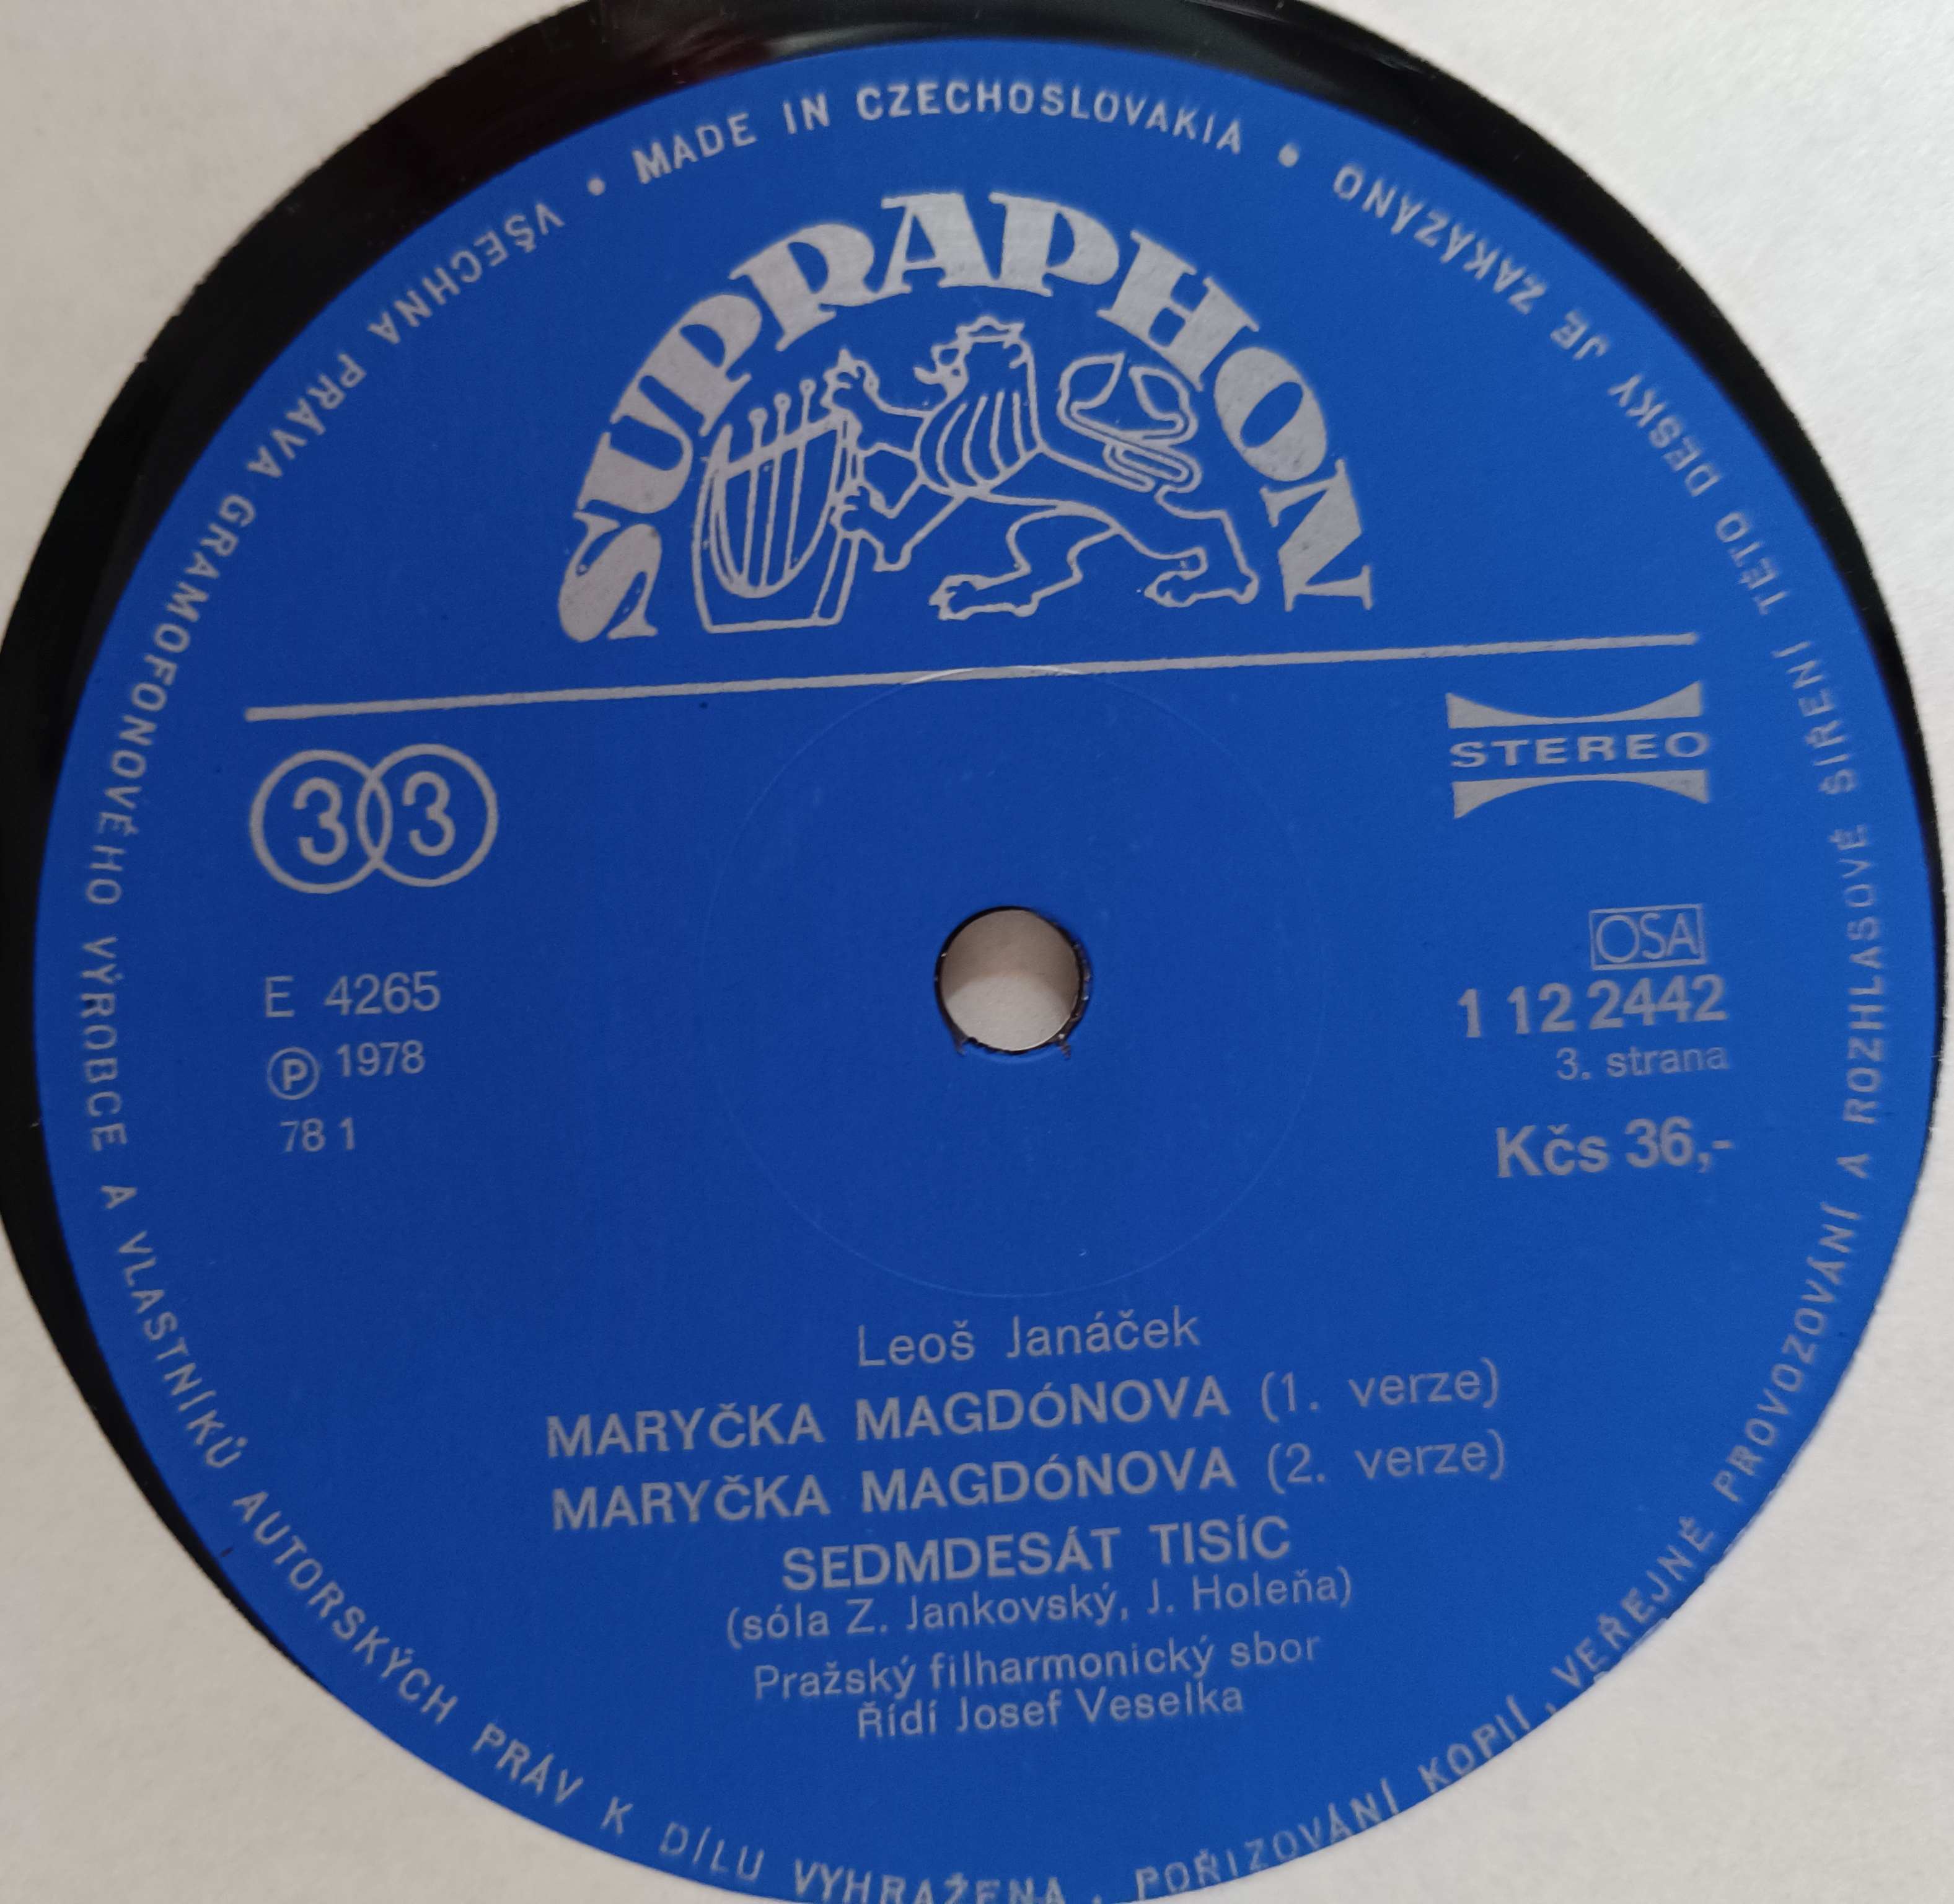 MADE IN CZECHOSLOVAKIA •
VŠECHNA PRÁVA GRAMOFONOVÉHO VÝROBCE A VLASTNÍKŮ AUTORSKÝCH PRÁV K DÍLU VYHRAŽENA. POŘIZOVÁNÍ KOPIÍ, VEŘEJNÉ PROVOZOVÁNÍ A ROZHLASOVÉ ŠÍŘENÍ TÉTO DESKY JE ZAKÁZÁNO •
SUPRAPHON
33
STEREO
OSA
E 4265
1 12 2442
Ⓟ 1978
3. strana
78 1
Kčs 36,-
Leoš Janáček
MARYČKA MAGDÓNOVA (1. verze)
MARYČKA MAGDÓNOVA (2. verze)
SEDMDESÁT TISÍC
(sóla Z. Jankovský, J. Holeňa)
Pražský filharmonický sbor
Řídí Josef Veselka